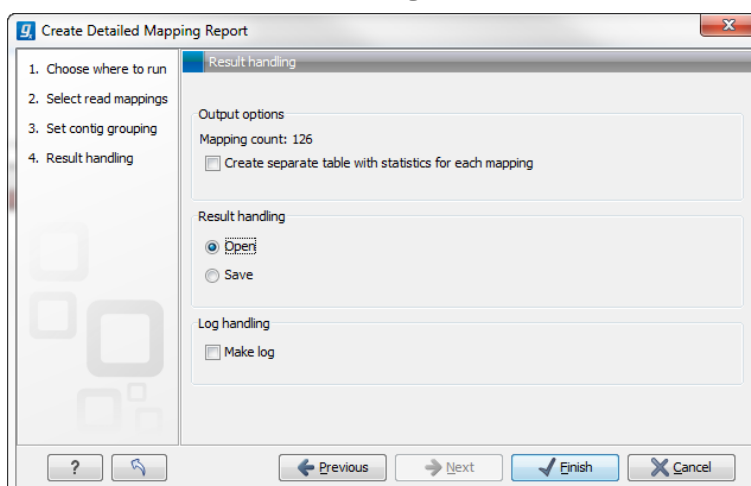 Create Detailed Mapping Report
1. Choose where to run
2. Select read mappings
3. Set contig grouping
4. Result handling
Result handling
Output options
Mapping count: 126
Create separate table with statistics for each mapping
Result handling
Open
Save
Log handling
Make log
?
Previous
Next
Finish
Cancel